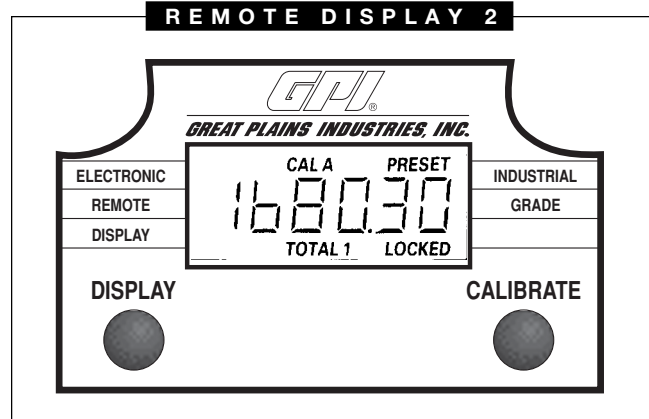 REMOTE DISPLAY 2
GPI®
GREAT PLAINS INDUSTRIES, INC.
ELECTRONIC
REMOTE
DISPLAY
CAL A PRESET
1680.30
TOTAL 1 LOCKED
INDUSTRIAL
GRADE
DISPLAY
CALIBRATE